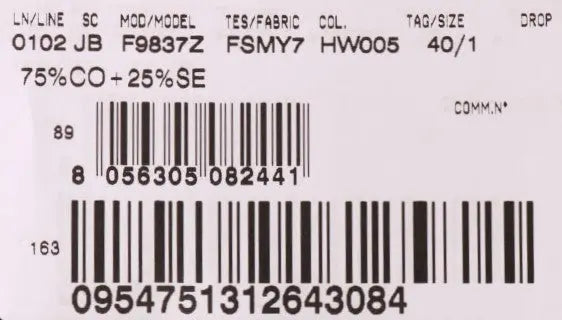 LN/LINE SC MOD/MODEL TES/FABRIC COL. TAG/SIZE DROP
0102 JB F9837Z FSMY7 HW005 40/1
75%CO + 25%SE
COMM.N°
89
8 056305 082441
163
0954751312643084